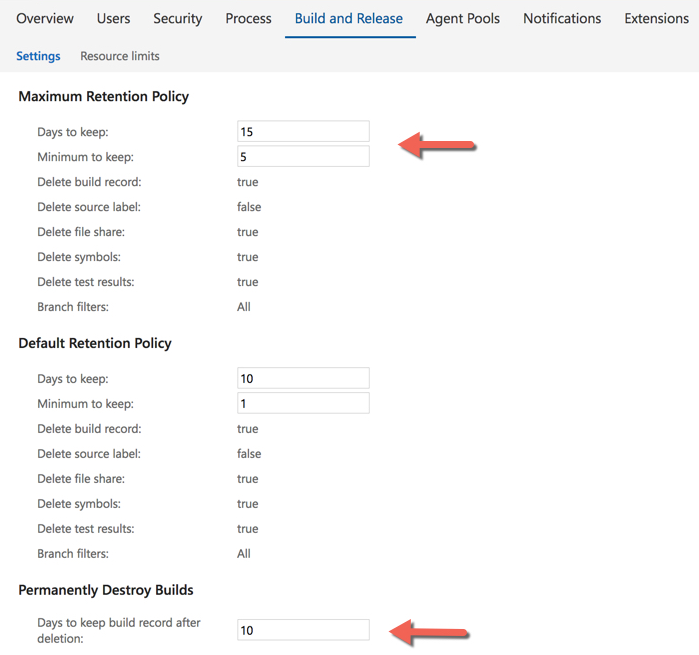 Overview Users Security Process Build and Release Agent Pools Notifications Extensions
Settings Resource limits
Maximum Retention Policy
Days to keep: 15
Minimum to keep: 5
Delete build record: true
Delete source label: false
Delete file share: true
Delete symbols: true
Delete test results: true
Branch filters: All
Default Retention Policy
Days to keep: 10
Minimum to keep: 1
Delete build record: true
Delete source label: false
Delete file share: true
Delete symbols: true
Delete test results: true
Branch filters: All
Permanently Destroy Builds
Days to keep build record after
deletion: 10